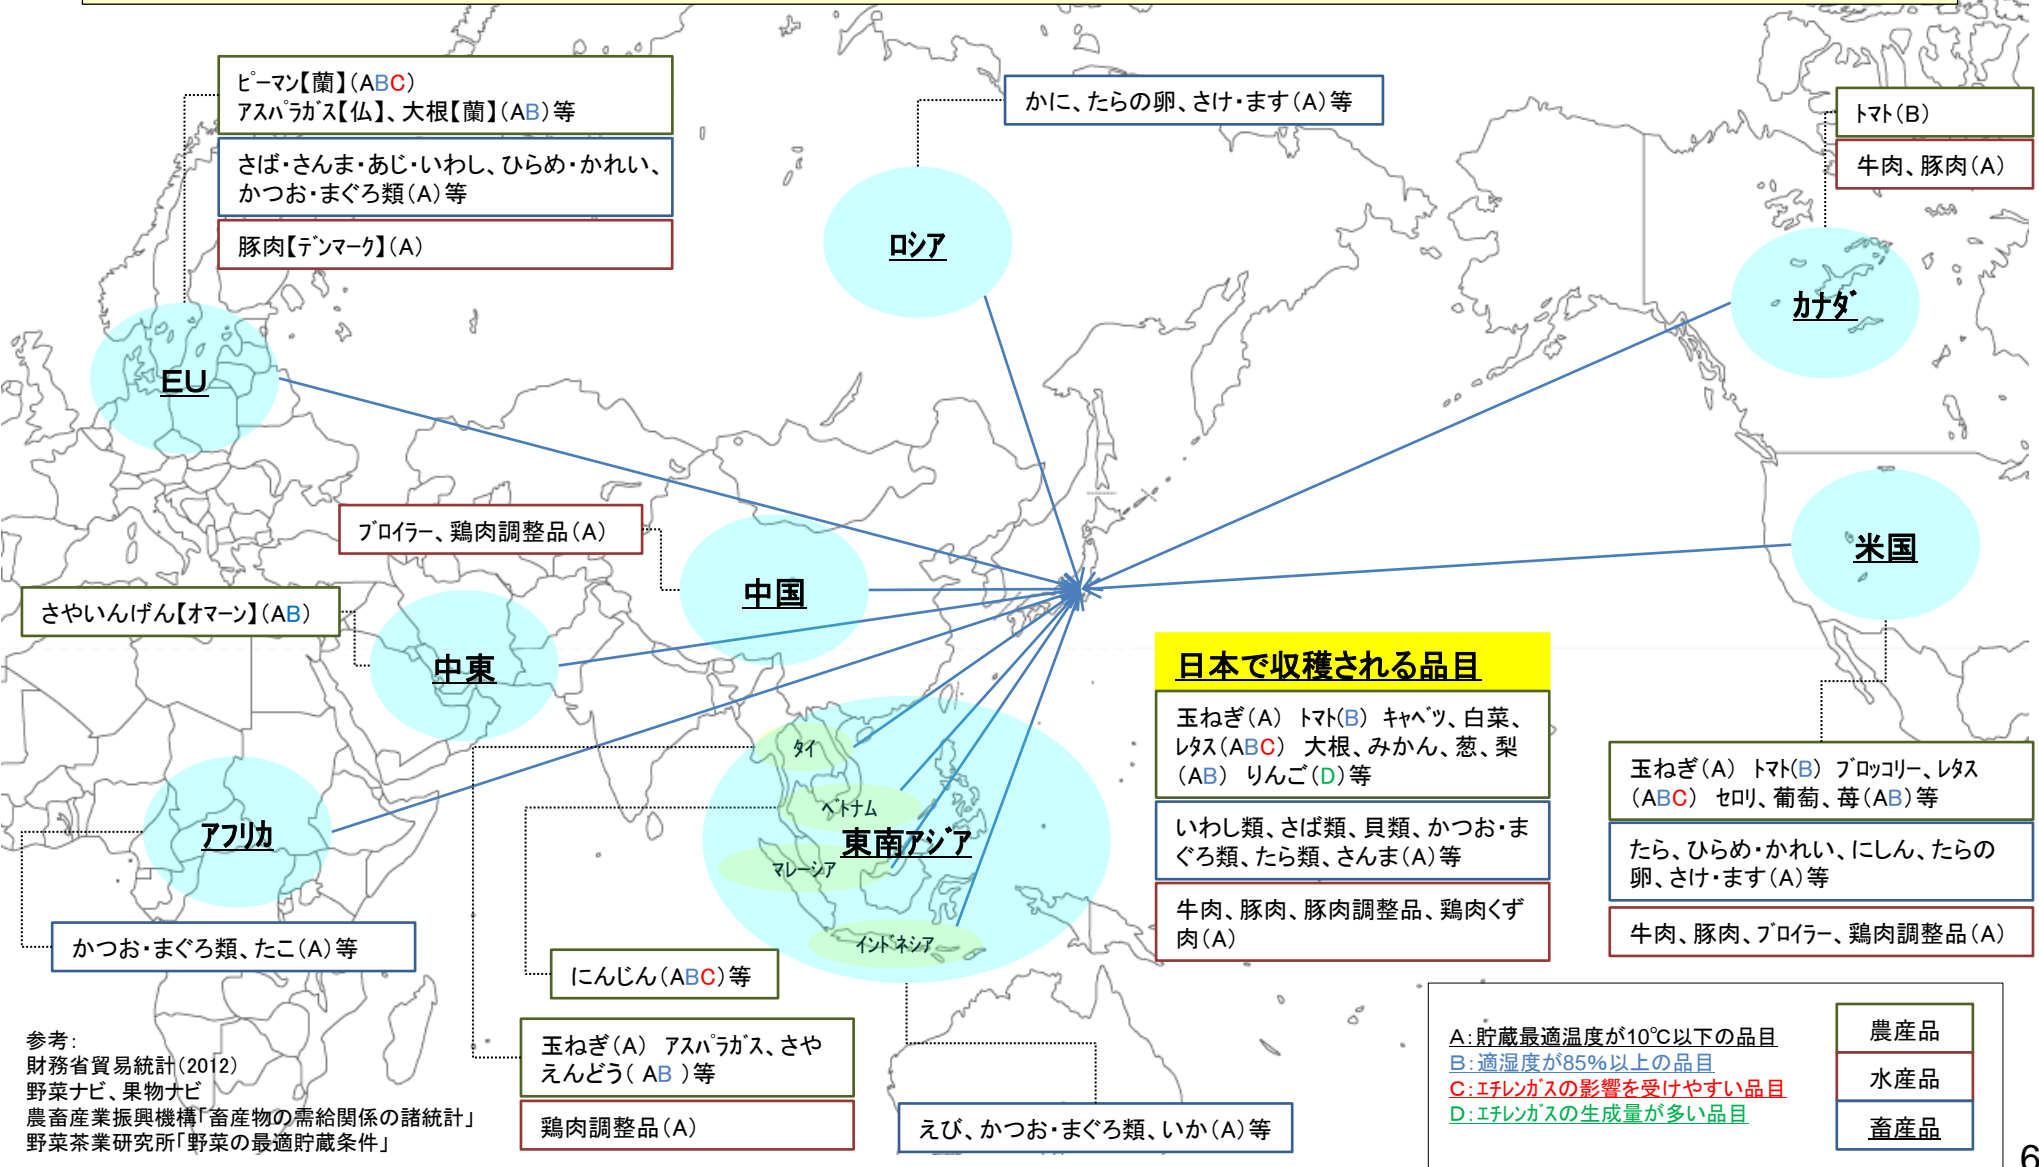 ピーマン【蘭】(ABC)
アスパラガス【仏】、大根【蘭】(AB)等
さば・さんま・あじ・いわし、ひらめ・かれい、
かつお・まぐろ類(A)等
豚肉【デンマーク】(A)
EU
かに、たらの卵、さけ・ます(A)等
ロシア
トマト(B)
牛肉、豚肉(A)
カナダ
ブロイラー、鶏肉調整品(A)
中国
米国
さやいんげん【オマーン】(AB)
中東
アフリカ
かつお・まぐろ類、たこ(A)等
タイ
ベトナム
東南アジア
マレーシア
インドネシア
にんじん(ABC)等
玉ねぎ(A) アスパラガス、さや
えんどう( AB )等
鶏肉調整品(A)
えび、かつお・まぐろ類、いか(A)等
日本で収穫される品目
玉ねぎ(A) トマト(B) キャベツ、白菜、
レタス(ABC) 大根、みかん、葱、梨
(AB) りんご(D)等
いわし類、さば類、貝類、かつお・ま
ぐろ類、たら類、さんま(A)等
牛肉、豚肉、豚肉調整品、鶏肉くず
肉(A)
玉ねぎ(A) トマト(B) ブロッコリー、レタス
(ABC) セロリ、葡萄、苺(AB)等
たら、ひらめ・かれい、にしん、たらの
卵、さけ・ます(A)等
牛肉、豚肉、ブロイラー、鶏肉調整品(A)
参考:
財務省貿易統計(2012)
野菜ナビ、果物ナビ
農畜産業振興機構「畜産物の需給関係の諸統計」
野菜茶業研究所「野菜の最適貯蔵条件」
A:貯蔵最適温度が10℃以下の品目
B:適湿度が85%以上の品目
C:エチレンガスの影響を受けやすい品目
D:エチレンガスの生成量が多い品目
農産品
水産品
畜産品
6